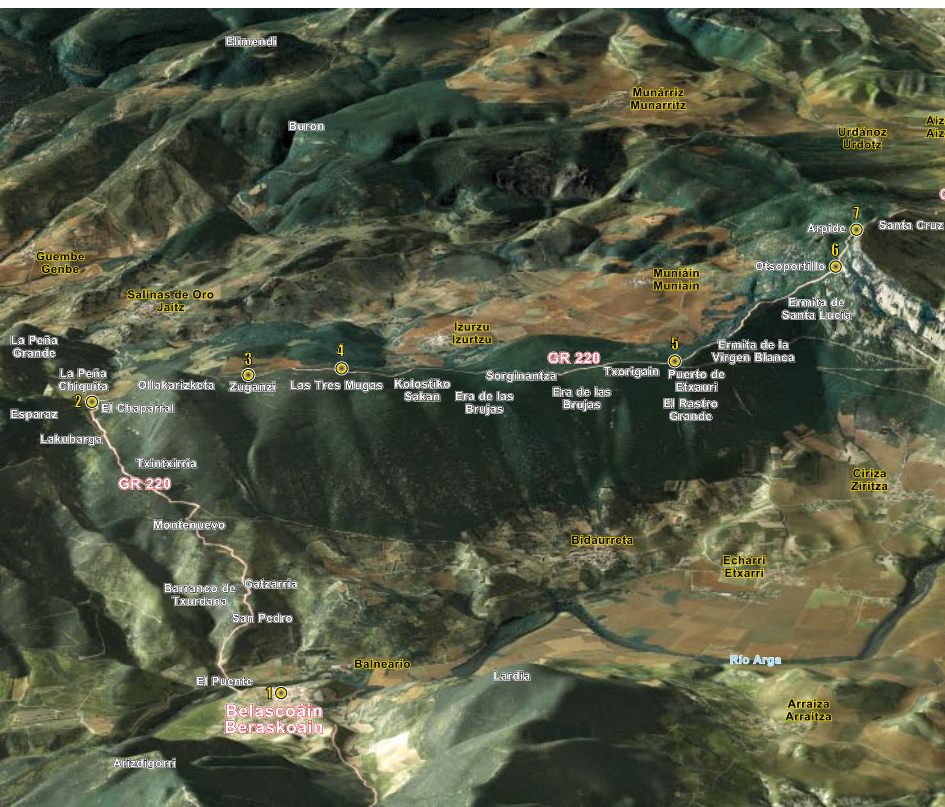 Elimendi
Munárriz
Munarritz
Buron
Urdánoz
Urdotz
Aiz
Aiz
7
Arpide
Santa Cruz
6
Otsoportillo
Guembe
Genbe
Muniáin
Muniain
Salinas de Oro
Jaitz
Ermita de
Santa Lucía
Izurzu
Izurtzu
La Peña
Grande
3
4
5
GR 220
Ermita de la
Virgen Blanca
La Peña
Chiquita
Ollakarizketa
Zuganzi
Las Tres Mugas
Kolostiko
Sakan
Sorginantza
Txorigain
Puerto de
Etxauri
2
El Chaparral
Era de las
Brujas
Era de las
Brujas
El Rastro
Grande
Esparaz
Lakubarga
Txintxirria
GR 220
Ciriza
Ziritza
Montenuevo
Bidaurreta
Echarri
Etxarri
Barranco de
Txurdana
Gatzarria
San Pedro
Balneario
Río Arga
El Puente
Lardia
1
Belascoáin
Beraskoain
Arraiza
Arraitza
Arizdigorri